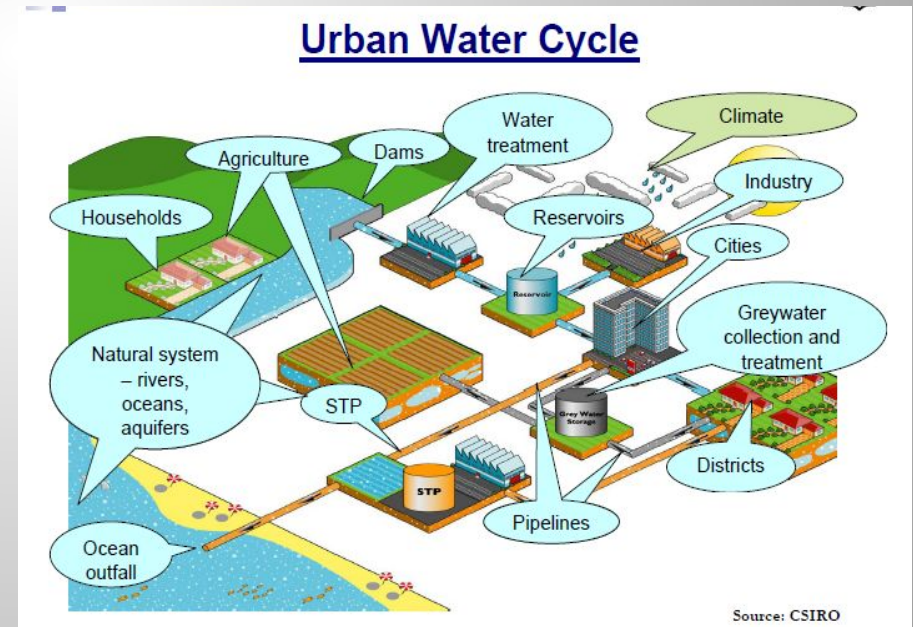 Urban Water Cycle
Climate
Water
treatment
Agriculture
Dams
Industry
Households
Reservoirs
Cities
Reservoir
Greywater
collection and
treatment
Natural system
– rivers,
oceans,
aquifers
STP
Grey Water
Storage
Districts
STP
Pipelines
Ocean
outfall
Source: CSIRO